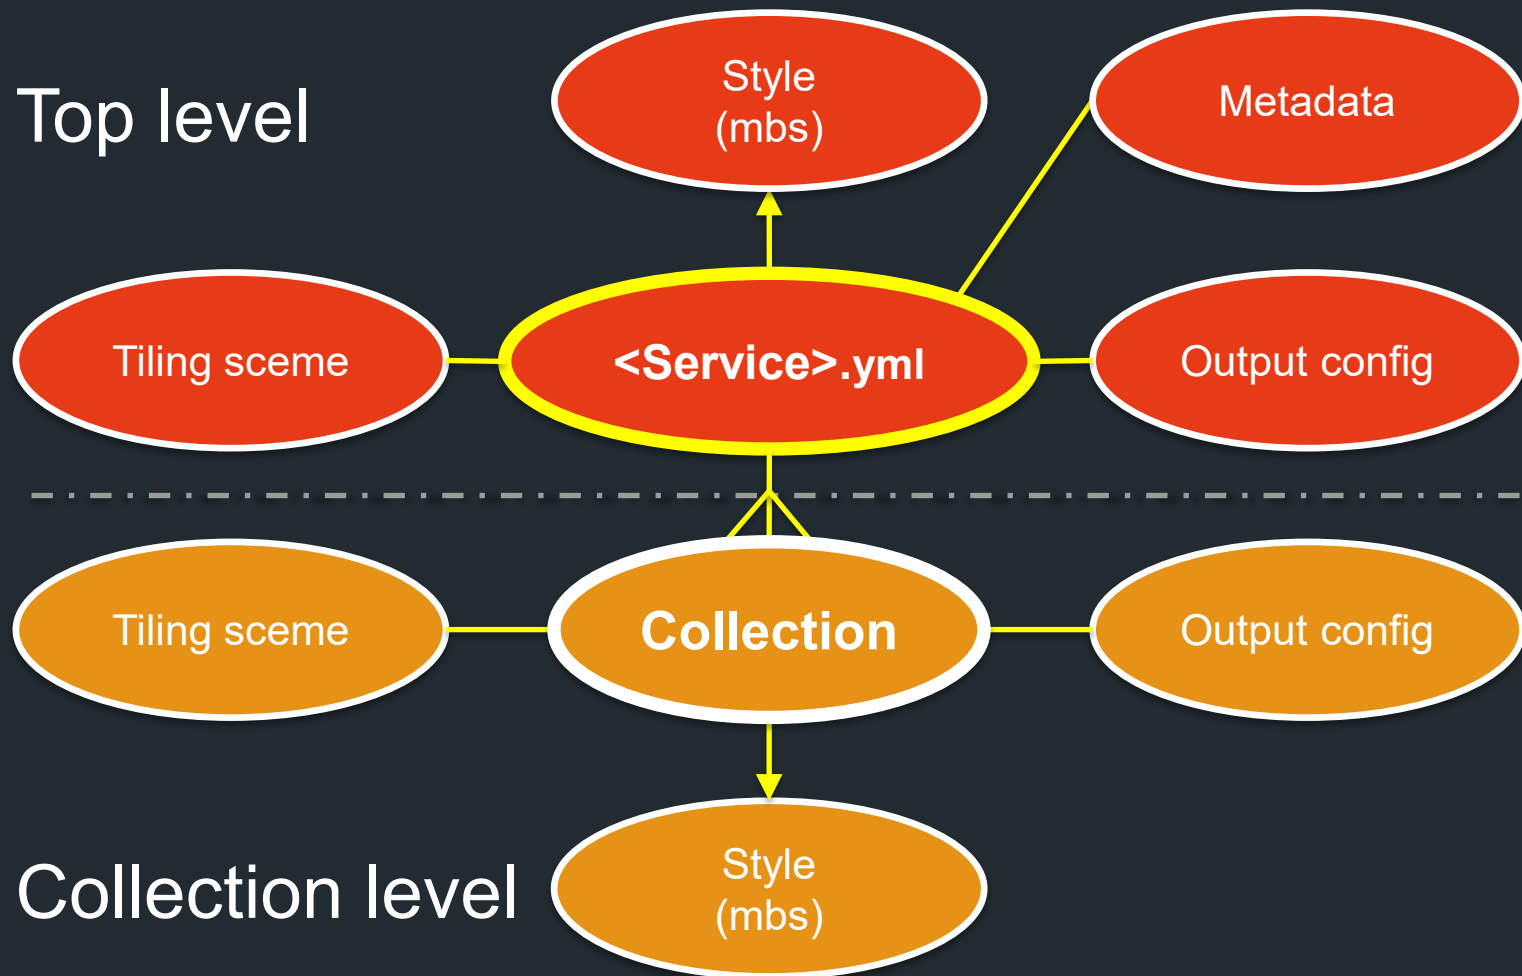 Top level
Style
(mbs)
Metadata
Tiling sceme
<Service>.yml
Output config
Tiling sceme
Collection
Output config
Collection level
Style
(mbs)